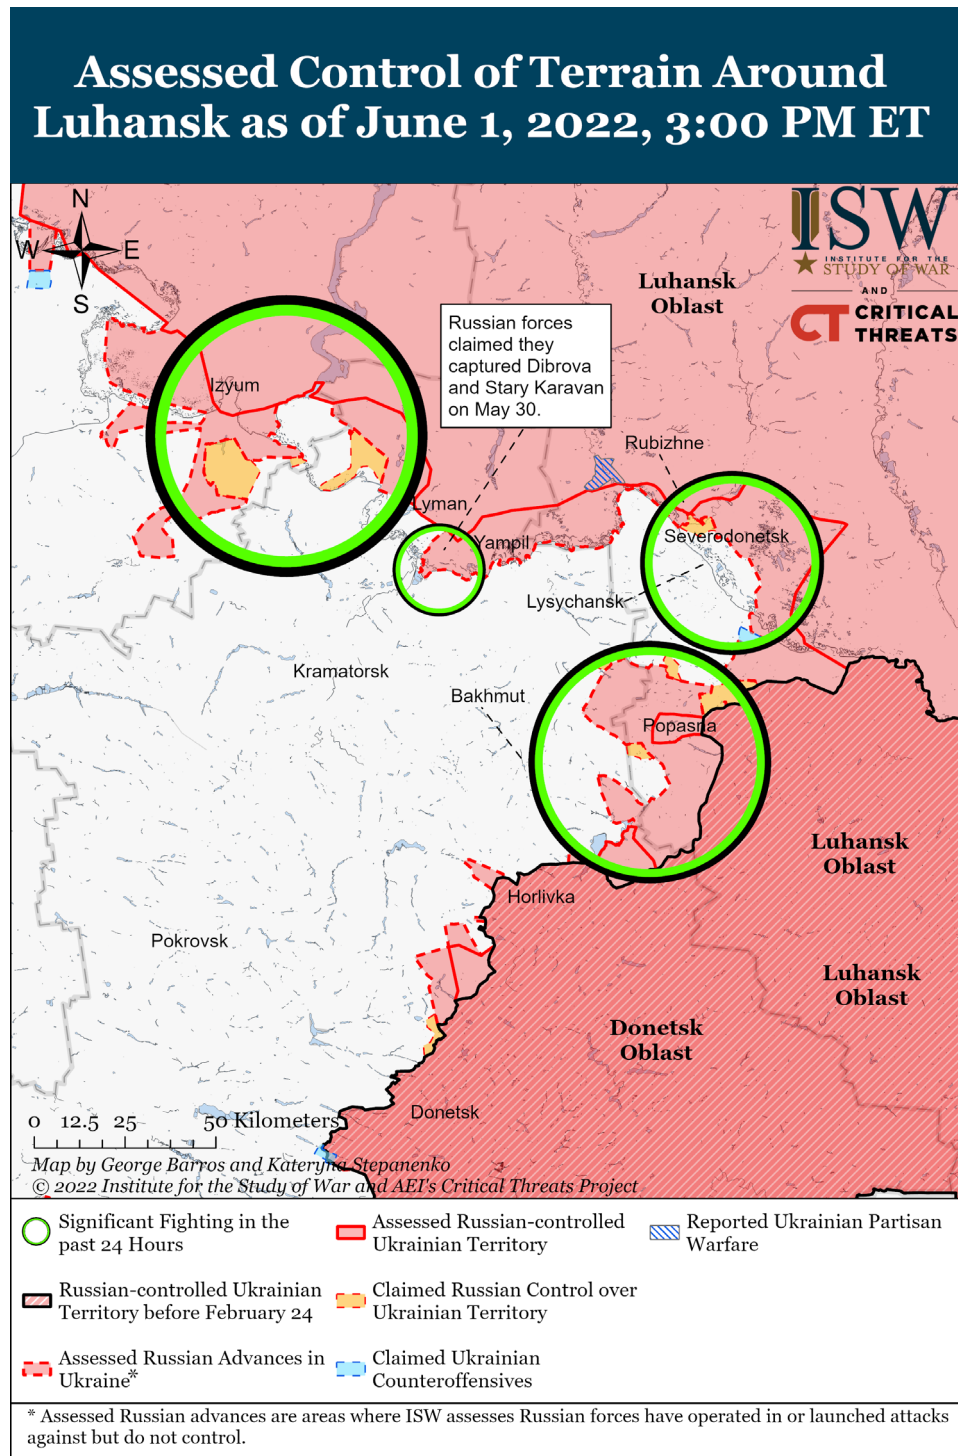 Assessed Control of Terrain Around
Luhansk as of June 1, 2022, 3:00 PM ET
N
W
E
S
ISW
INSTITUTE FOR THE
STUDY OF WAR
AND
CT CRITICAL
THREATS
Luhansk
Oblast
Russian forces
claimed they
captured Dibrova
and Stary Karavan
on May 30.
Izyum
Rubizhne
Lyman
Yampil
Severodonetsk
Lysychansk
Kramatorsk
Bakhmut
Popasna
Luhansk
Oblast
Horlivka
Pokrovsk
Luhansk
Oblast
Donetsk
Oblast
Donetsk
0 12.5 25 50 Kilometers
Map by George Barros and Kateryna Stepanenko
© 2022 Institute for the Study of War and AEI's Critical Threats Project
Significant Fighting in the
past 24 Hours
Assessed Russian-controlled
Ukrainian Territory
Reported Ukrainian Partisan
Warfare
Russian-controlled Ukrainian
Territory before February 24
Claimed Russian Control over
Ukrainian Territory
Assessed Russian Advances in
Ukraine*
Claimed Ukrainian
Counteroffensives
* Assessed Russian advances are areas where ISW assesses Russian forces have operated in or launched attacks
against but do not control.